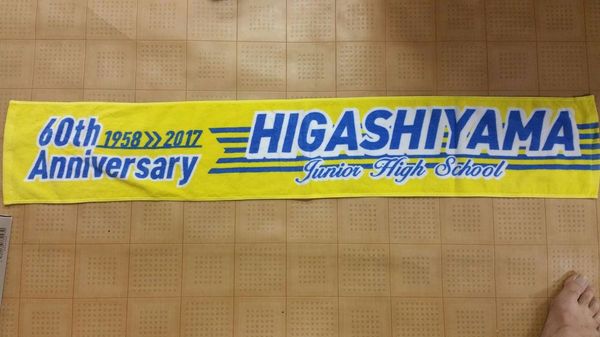 60th
1958>>2017
Anniversary
HIGASHIYAMA
Junior High School